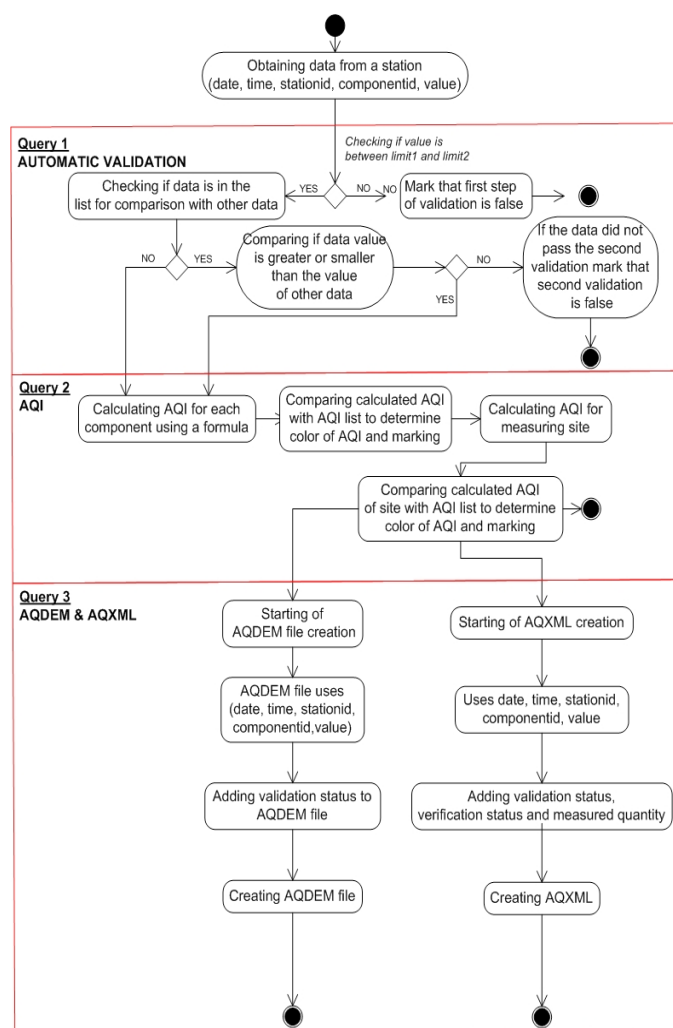 Obtaining data from a station
(date, time, stationid, componentid, value)
Query 1
AUTOMATIC VALIDATION
Checking if value is
between limit1 and limit2
Checking if data is in the
list for comparison with other data
YES
NO
NO
Mark that first step
of validation is false
NO
YES
Comparing if data value
is greater or smaller
than the value
of other data
NO
YES
If the data did not
pass the second
validation mark that
second validation
is false
Query 2
AQI
Calculating AQI for each
component using a formula
Comparing calculated AQI
with AQI list to determine
color of AQI and marking
Calculating AQI for
measuring site
Comparing calculated AQI
of site with AQI list to determine
color of AQI and marking
Query 3
AQDEM & AQXML
Starting of
AQDEM file creation
Starting of AQXML creation
AQDEM file uses
(date, time, stationid,
componentid,value)
Uses date, time, stationid,
componentid, value
Adding validation status to
AQDEM file
Adding validation status,
verification status and measured quantity
Creating AQDEM file
Creating AQXML